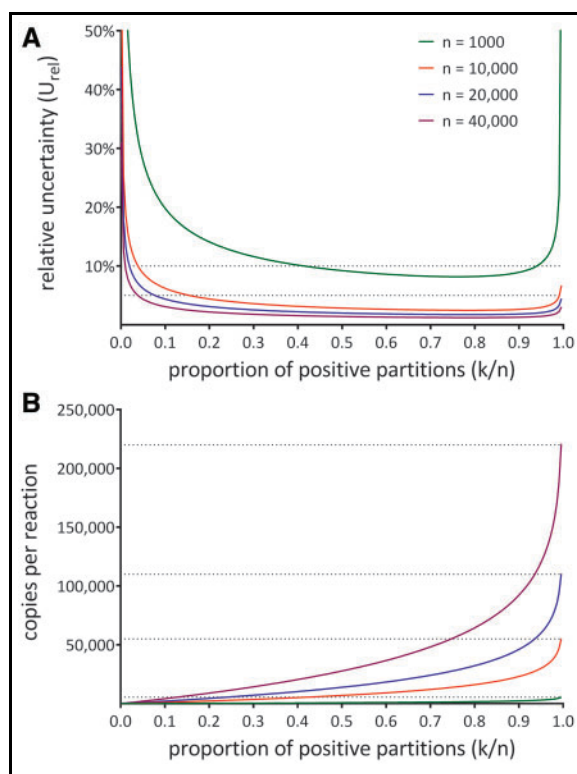 A
50%
40%
30%
20%
10%
relative uncertainty (U_rel)
n = 1000
n = 10,000
n = 20,000
n = 40,000
0.0 0.1 0.2 0.3 0.4 0.5 0.6 0.7 0.8 0.9 1.0
proportion of positive partitions (k/n)
B
250,000
200,000
150,000
100,000
50,000
copies per reaction
0.0 0.1 0.2 0.3 0.4 0.5 0.6 0.7 0.8 0.9 1.0
proportion of positive partitions (k/n)